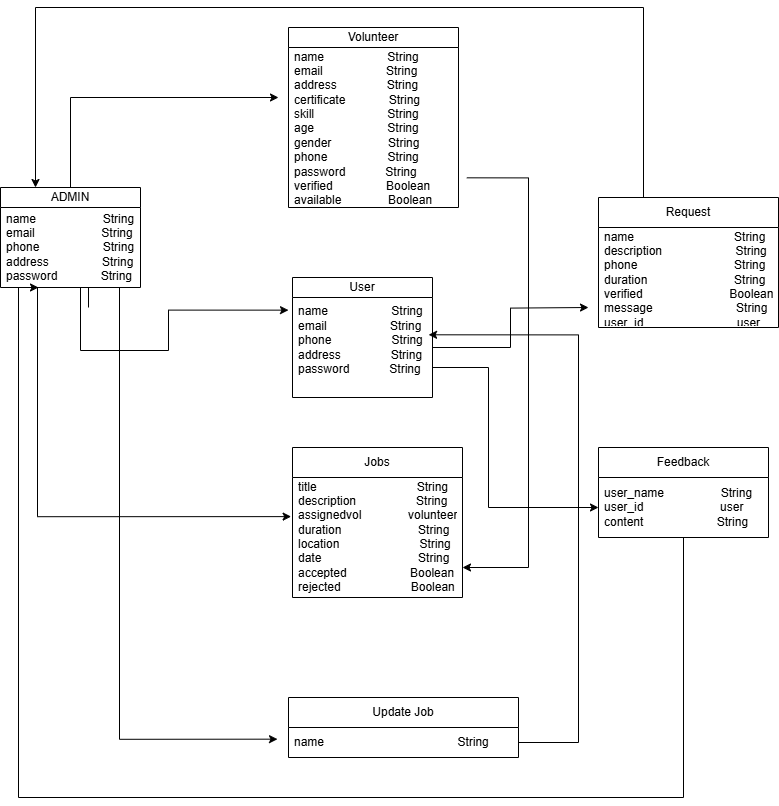 Volunteer
name String
email String
address String
certificate String
skill String
age String
gender String
phone String
password String
verified Boolean
available Boolean
ADMIN
name String
email String
phone String
address String
password String
Request
name String
description String
phone String
duration String
verified Boolean
message String
user_id user
User
name String
email String
phone String
address String
password String
Jobs
title String
description String
assignedvol volunteer
duration String
location String
date String
accepted Boolean
rejected Boolean
Feedback
user_name String
user_id user
content String
Update Job
name String